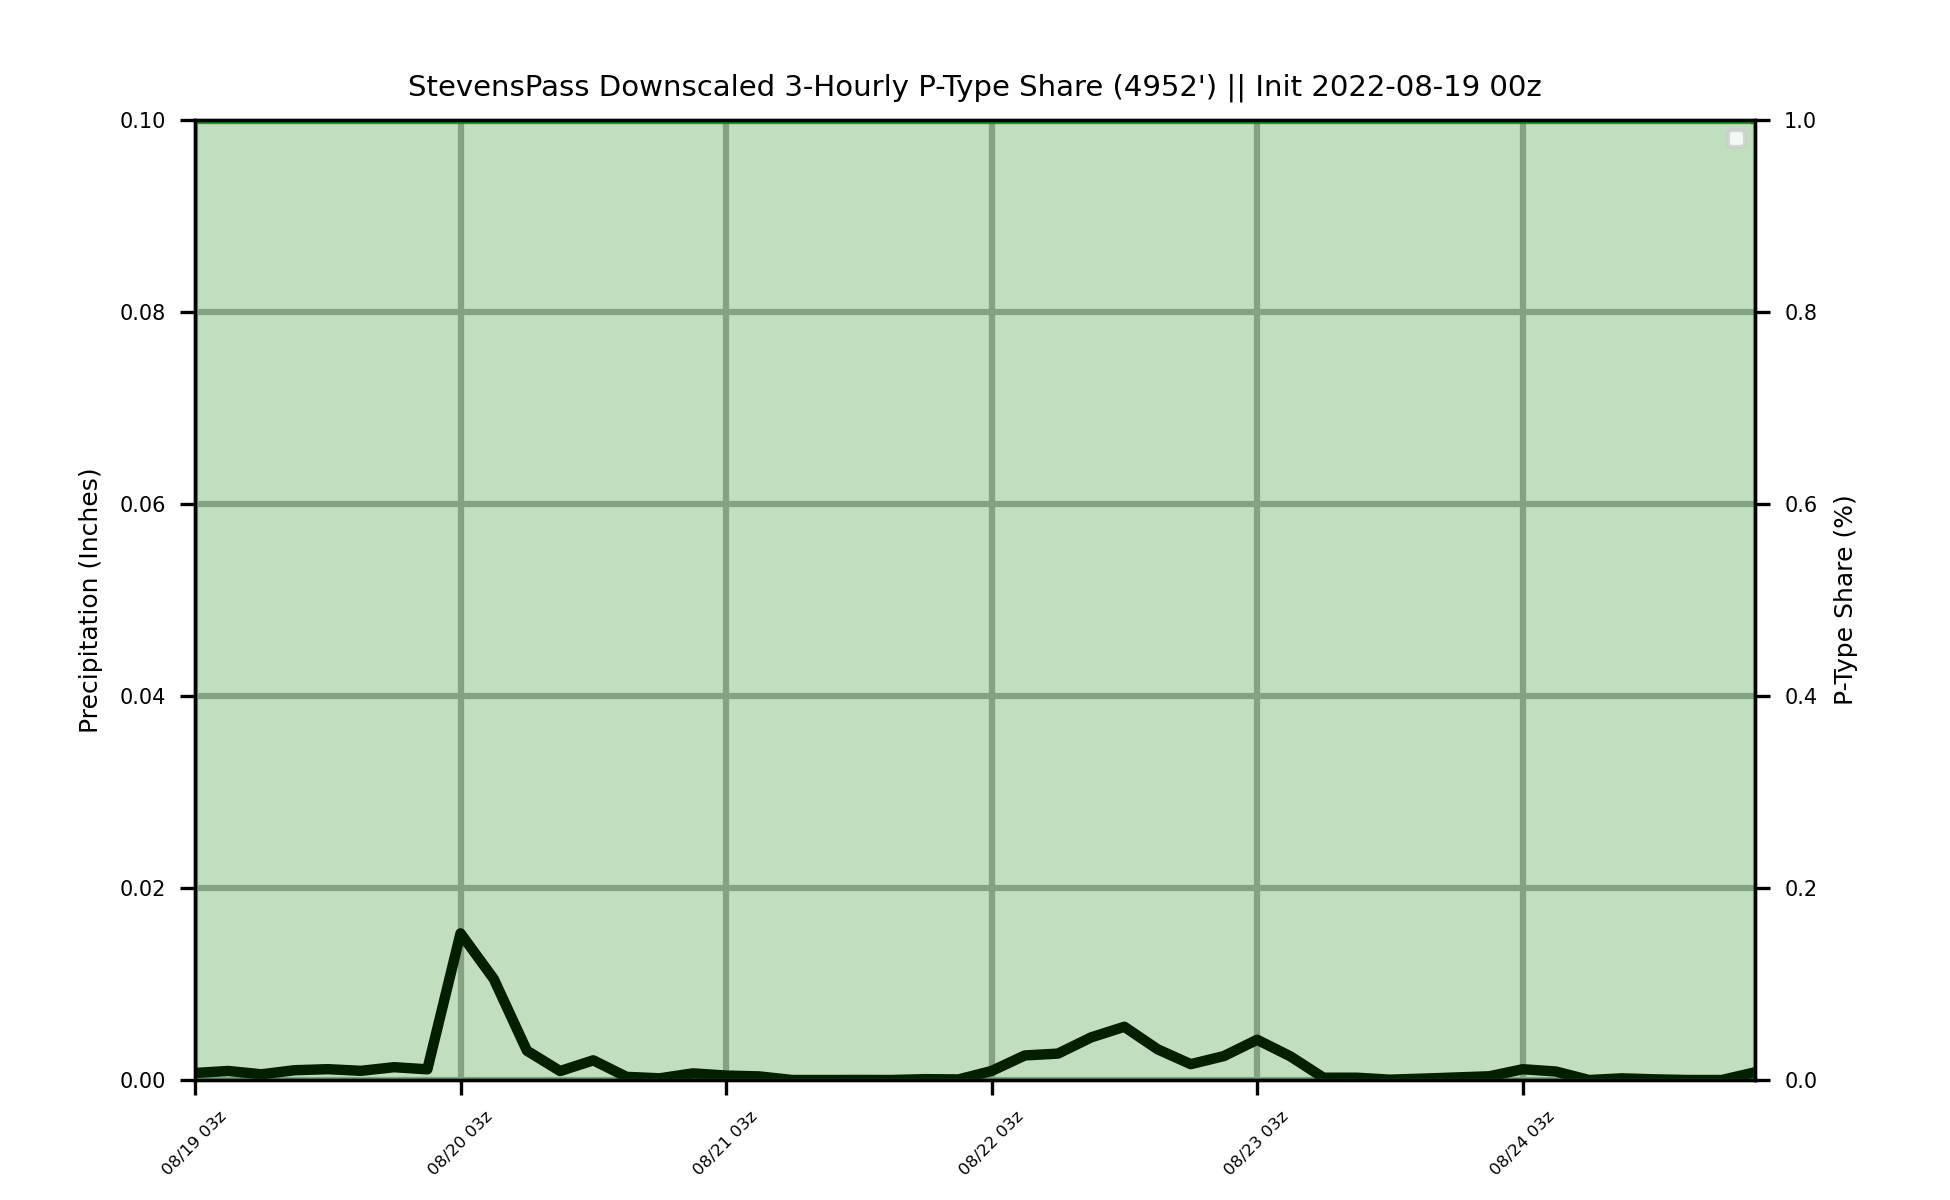 StevensPass Downscaled 3-Hourly P-Type Share (4952') || Init 2022-08-19 00z
Precipitation (Inches)
0.10
0.08
0.06
0.04
0.02
0.00
1.0
0.8
0.6
0.4
0.2
0.0
P-Type Share (%)
08/19 03z
08/20 03z
08/21 03z
08/22 03z
08/23 03z
08/24 03z